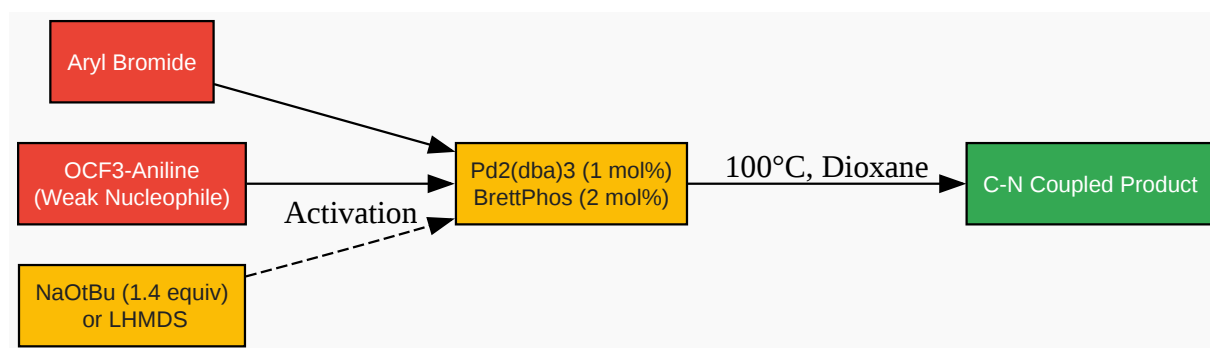 Aryl Bromide
OCF3-Aniline
(Weak Nucleophile)
Activation
NaOtBu (1.4 equiv)
or LHMDS
Pd2(dba)3 (1 mol%)
BrettPhos (2 mol%)
100°C, Dioxane
C-N Coupled Product